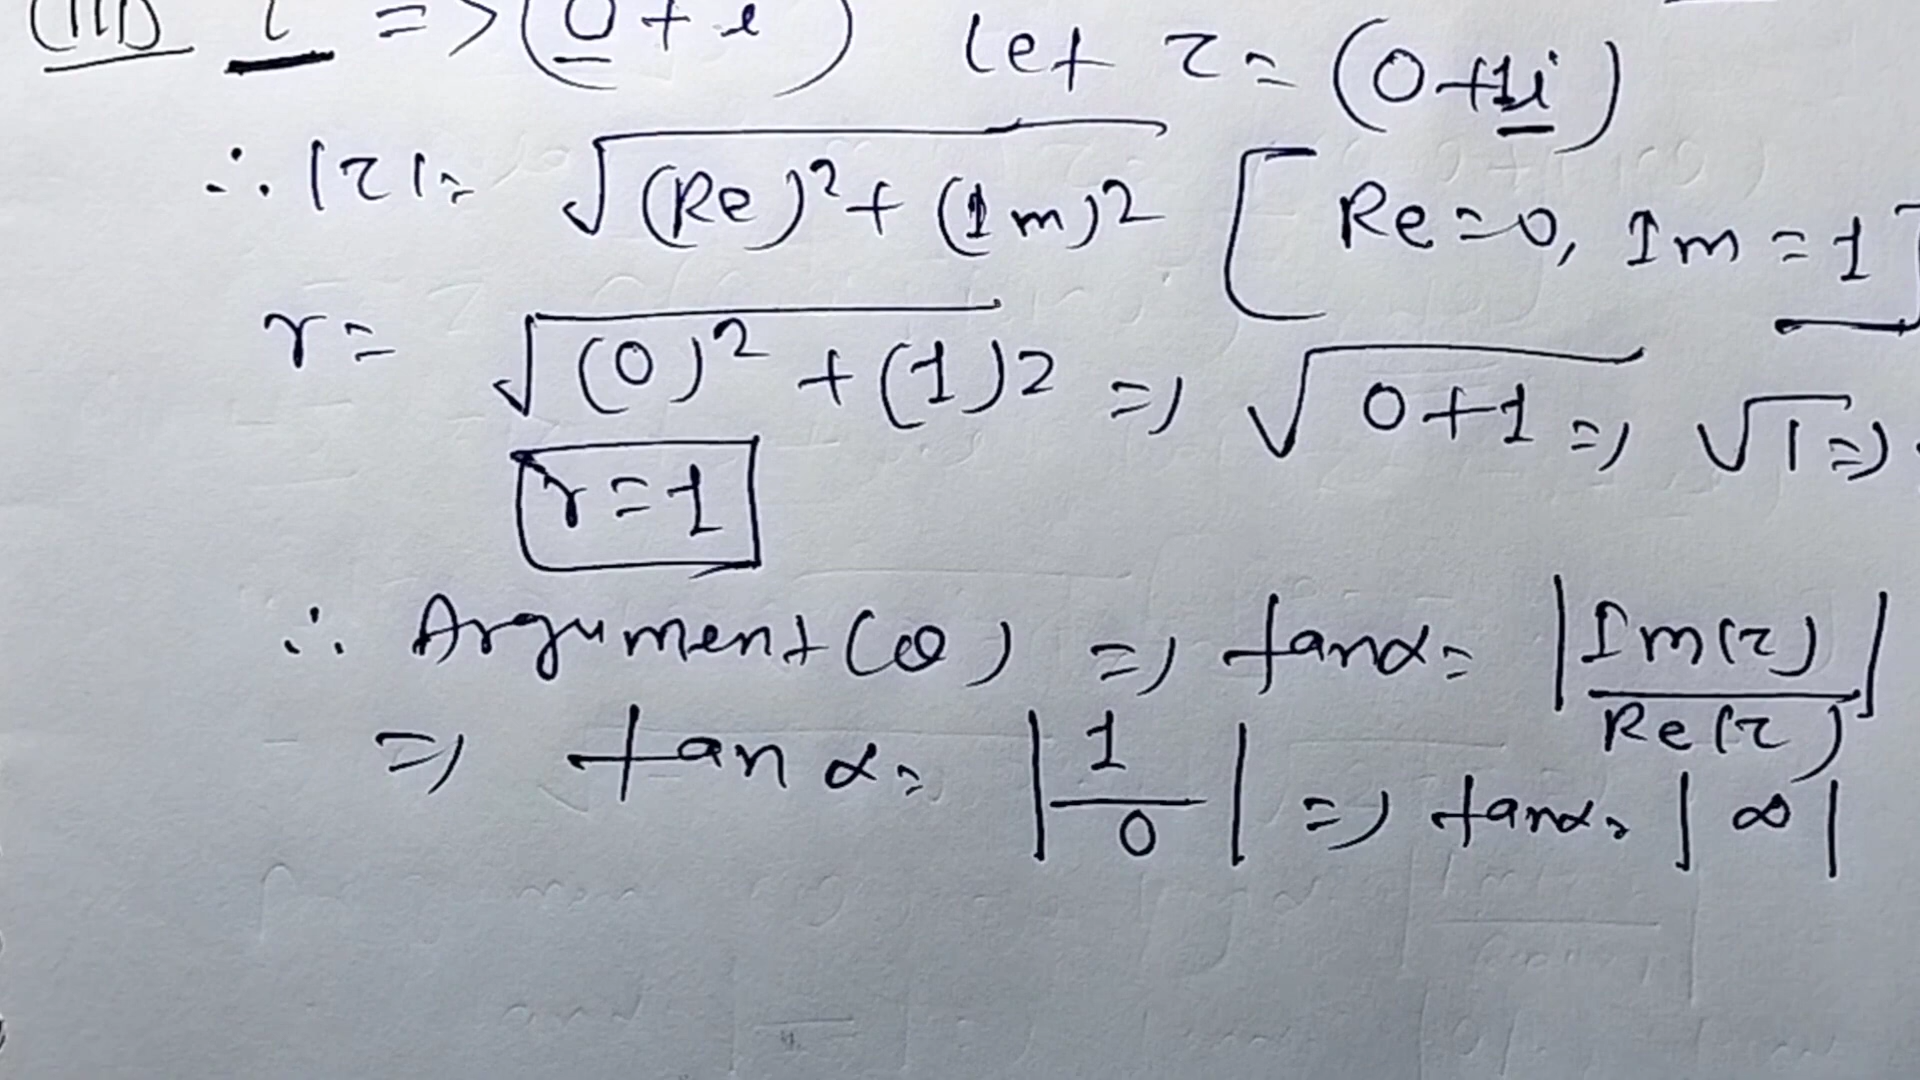 (III) i => (0 + i) Let z = (0+1i)
∴ |z| = √(Re)² + (Im)² [Re = 0, Im = 1]
r = √(0)² + (1)2 => √0+1 => √1 =>
r = 1
∴ Argument (θ) => tanα = |Im(z)/Re(z)|
=> tan α = |1/0| => tanα = |∞|